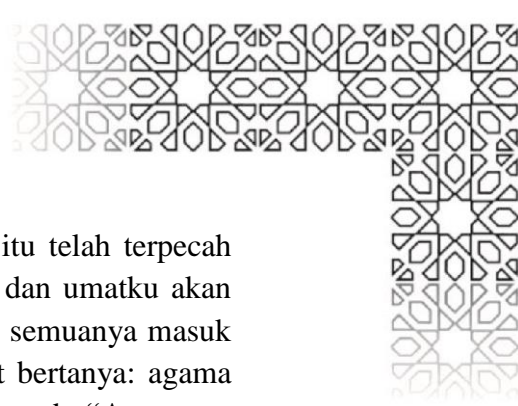 itu telah terpecah
dan umatku akan
semuanya masuk
bertanya: agama